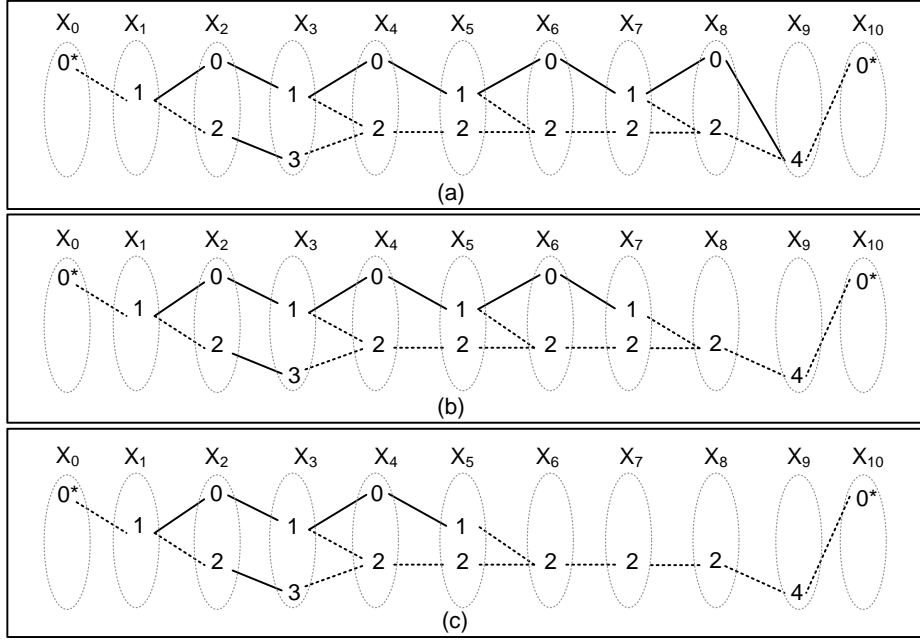 X0 X1 X2 X3 X4 X5 X6 X7 X8 X9 X10
0* 0 0 0 0 0*
1 1 1 1
2 2 2 2 2 2
3 4
(a)
X0 X1 X2 X3 X4 X5 X6 X7 X8 X9 X10
0* 0 0 0 0*
1 1 1 1
2 2 2 2 2 2
3 4
(b)
X0 X1 X2 X3 X4 X5 X6 X7 X8 X9 X10
0* 0 0 0*
1 1 1
2 2 2 2 2 2
3 4
(c)